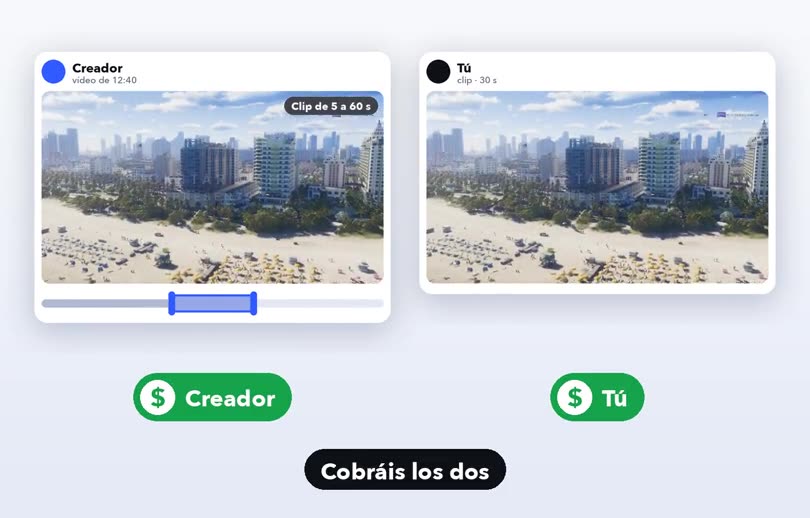 Creador
vídeo de 12:40
Clip de 5 a 60 s
Tú
clip · 30 s
$ Creador
$ Tú
Cobráis los dos